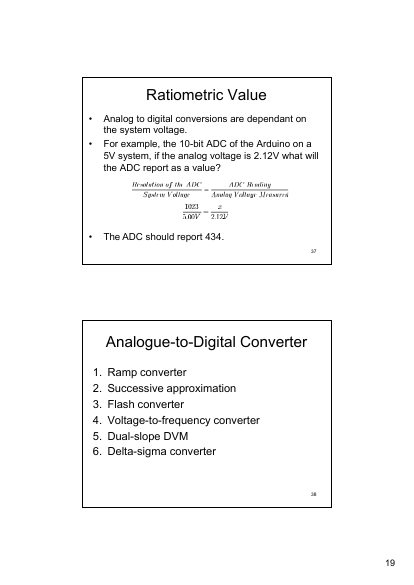 Ratiometric Value
• Analog to digital conversions are dependant on
the system voltage.
• For example, the 10-bit ADC of the Arduino on a
5V system, if the analog voltage is 2.12V what will
the ADC report as a value?
Resolution of the ADC / System Voltage = ADC Reading / Analog Voltage Measured
1023 / 5.00V = x / 2.12V
• The ADC should report 434.
37
Analogue-to-Digital Converter
1. Ramp converter
2. Successive approximation
3. Flash converter
4. Voltage-to-frequency converter
5. Dual-slope DVM
6. Delta-sigma converter
38
19